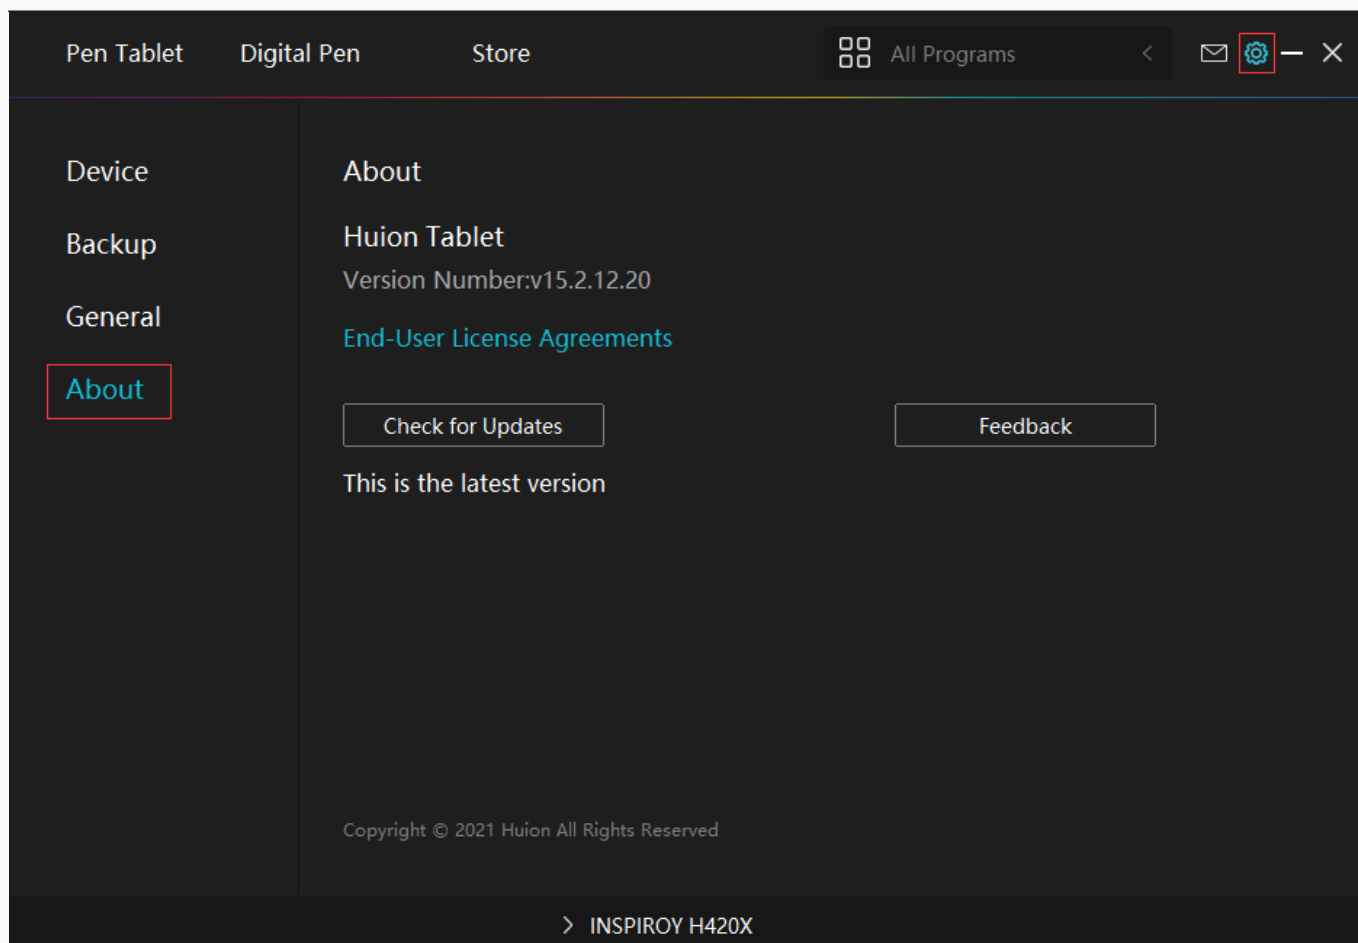 Pen Tablet Digital Pen Store All Programs
Device
Backup
General
About
About
Huion Tablet
Version Number:v15.2.12.20
End-User License Agreements
Check for Updates Feedback
This is the latest version
Copyright © 2021 Huion All Rights Reserved
INSPIROY H420X